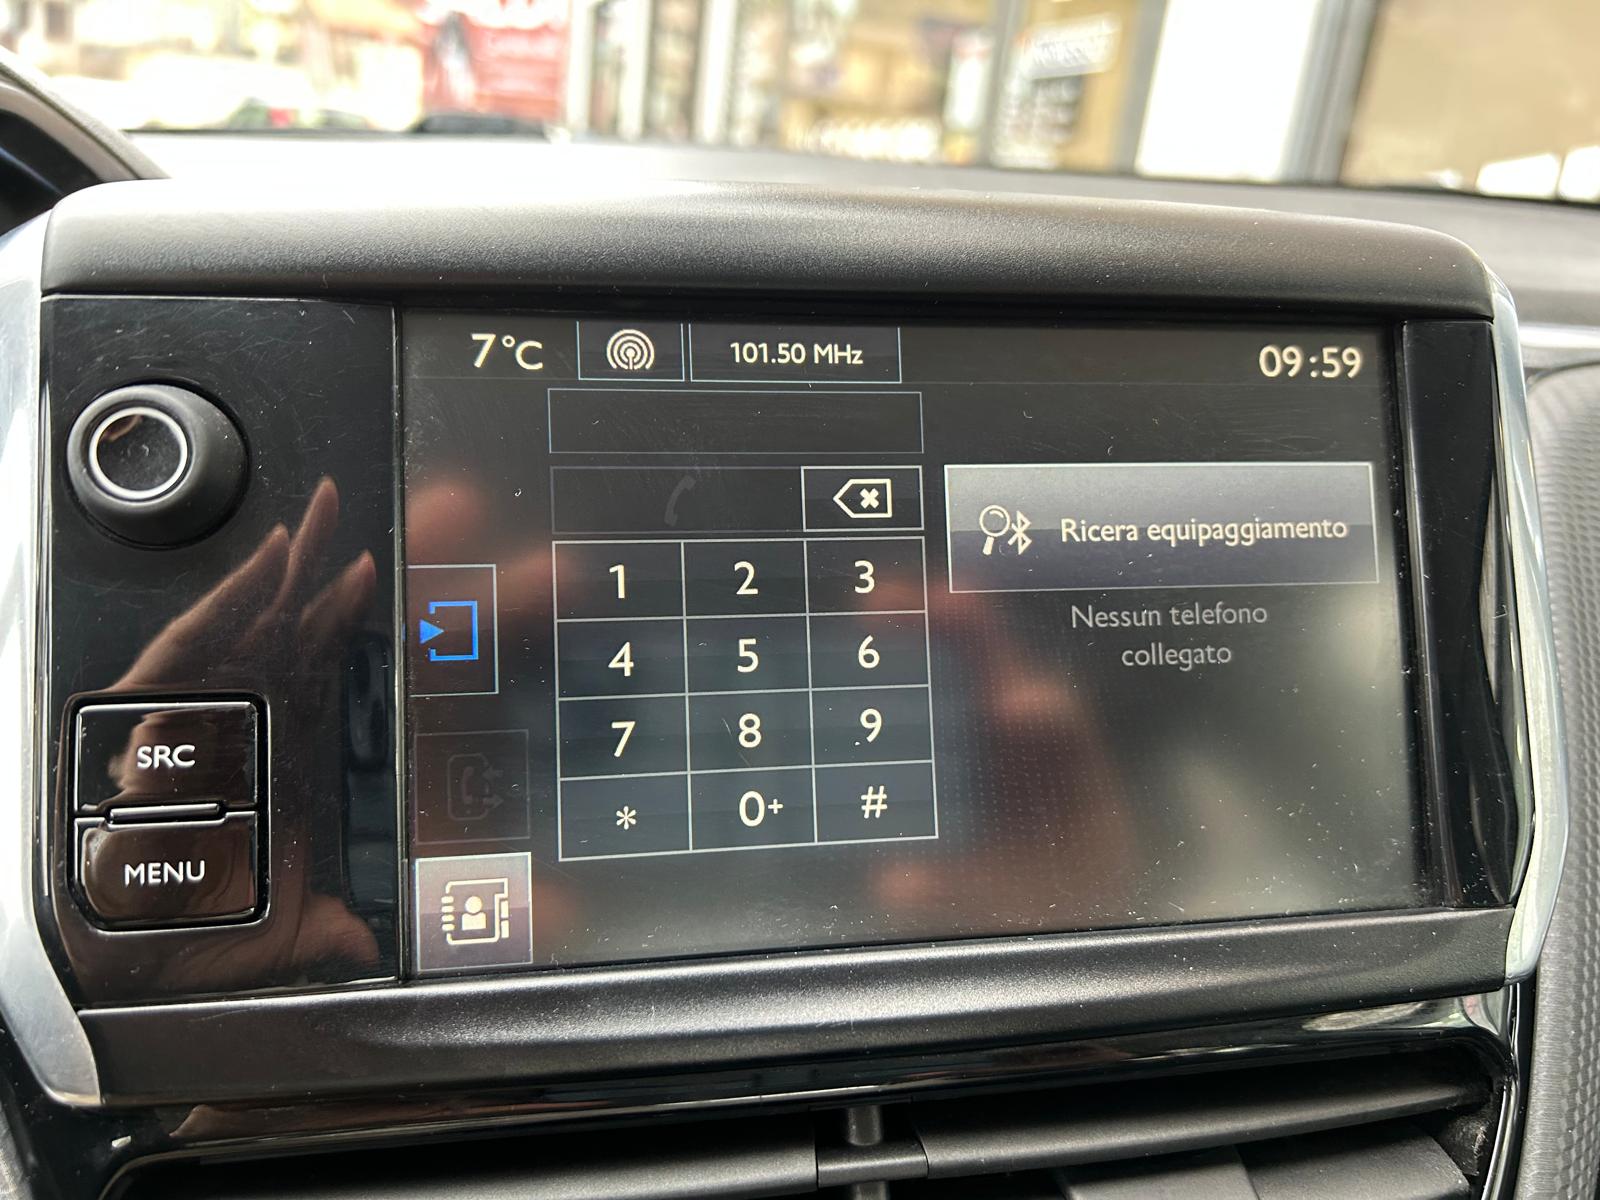 7°C
101.50 MHz
09:59
Ricera equipaggiamento
Nessun telefono
collegato
1 2 3
4 5 6
7 8 9
* 0+ #
SRC
MENU